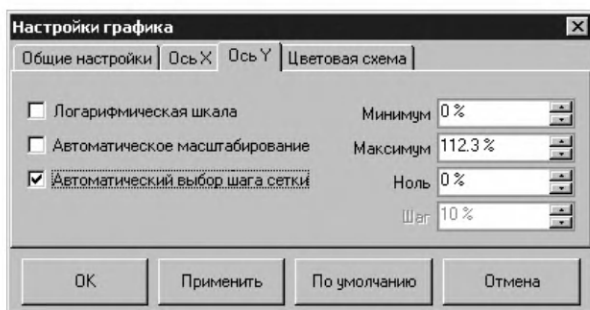 Настройки графика
Общие настройки Ось X Ось Y Цветовая схема
Логарифмическая шкала
Минимум 0 %
Автоматическое масштабирование
Максимум 112.3 %
Автоматический выбор шага сетки
Ноль 0 %
Шаг 10 %
OK Применить По умолчанию Отмена